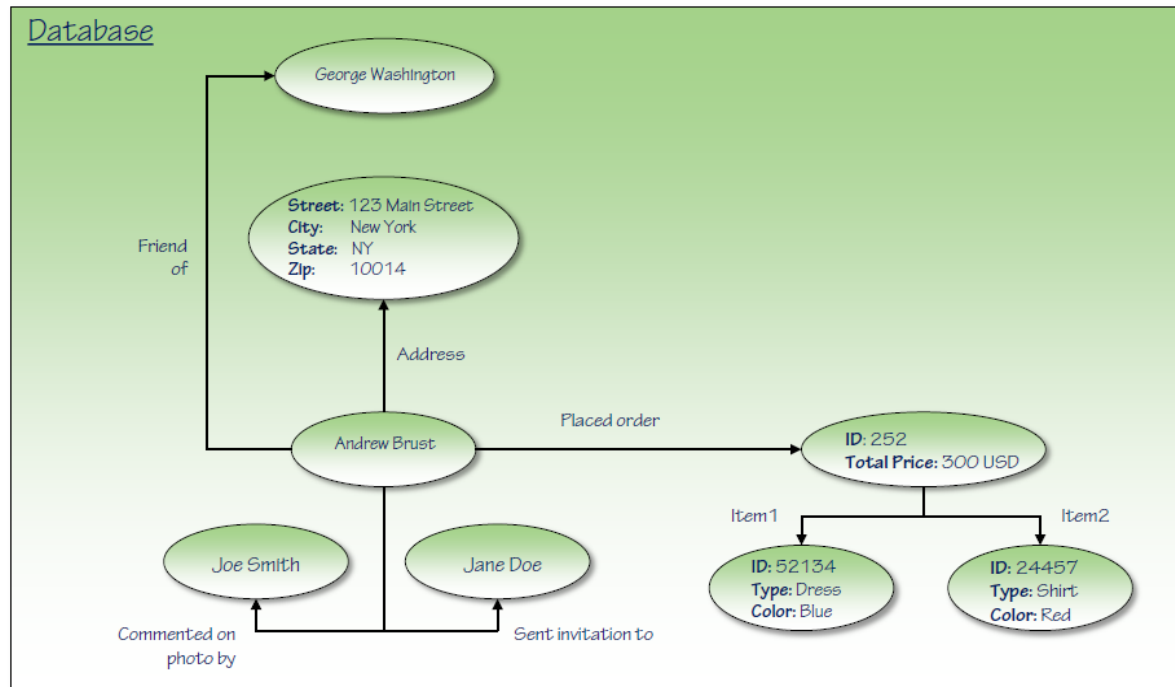 Database
George Washington
Street: 123 Main Street
City: New York
State: NY
Zip: 10014
Friend
of
Address
Andrew Brust
Placed order
ID: 252
Total Price: 300 USD
Item1
Item2
Joe Smith
Jane Doe
ID: 52134
Type: Dress
Color: Blue
ID: 24457
Type: Shirt
Color: Red
Commented on
photo by
Sent invitation to